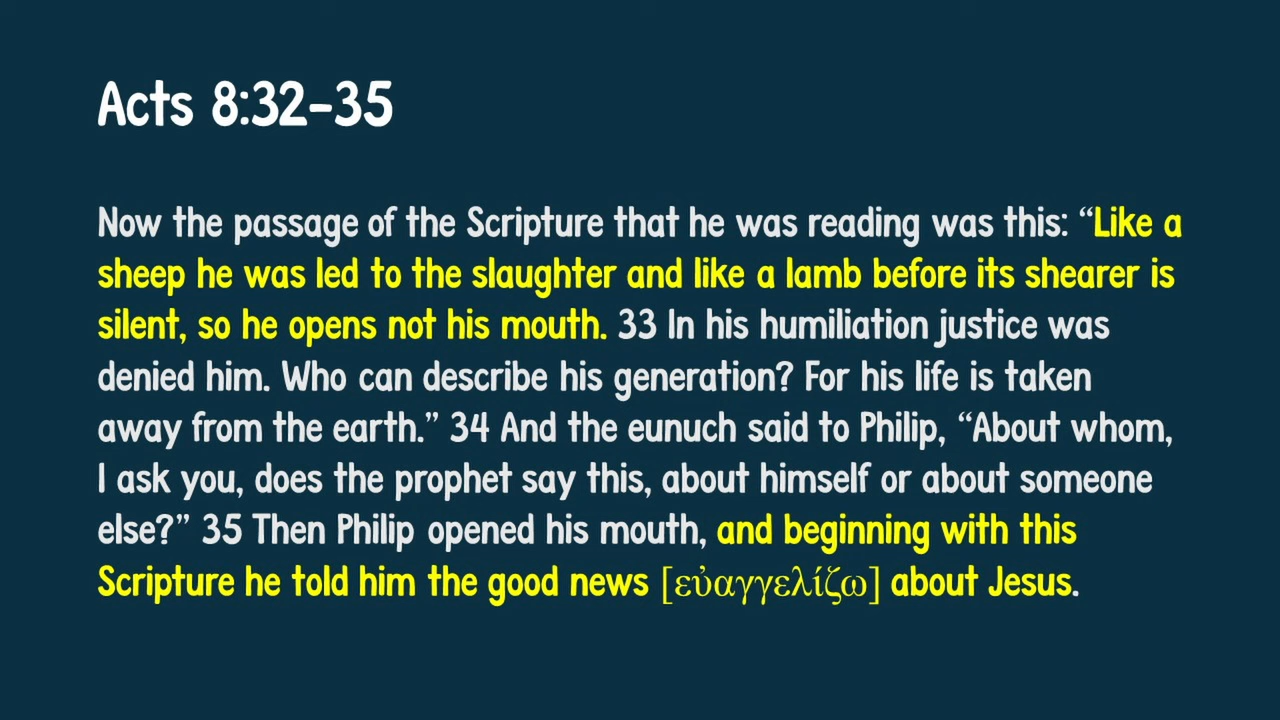 Acts 8:32–35
Now the passage of the Scripture that he was reading was this: “Like a
sheep he was led to the slaughter and like a lamb before its shearer is
silent, so he opens not his mouth. 33 In his humiliation justice was
denied him. Who can describe his generation? For his life is taken
away from the earth.” 34 And the eunuch said to Philip, “About whom,
I ask you, does the prophet say this, about himself or about someone
else?” 35 Then Philip opened his mouth, and beginning with this
Scripture he told him the good news [εὐαγγελίζω] about Jesus.